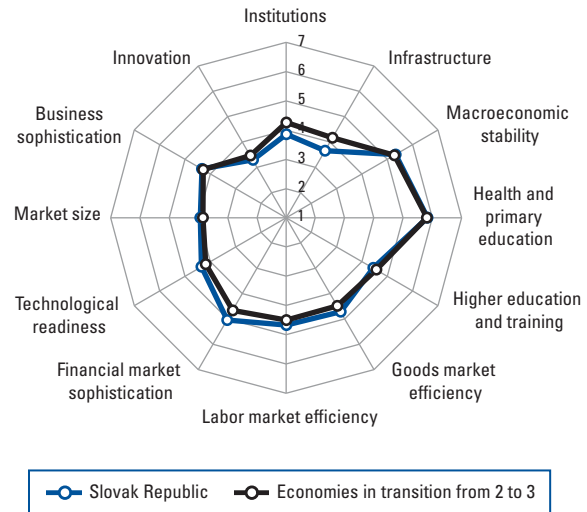 Institutions
Infrastructure
Macroeconomic
stability
Health and
primary
education
Higher education
and training
Goods market
efficiency
Labor market efficiency
Financial market
sophistication
Technological
readiness
Market size
Business
sophistication
Innovation
7
6
5
4
3
2
1
Slovak Republic
Economies in transition from 2 to 3